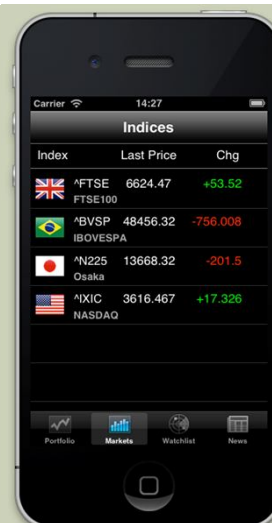 Carrier 14:27
Indices
Index Last Price Chg
^FTSE 6624.47 +53.52
FTSE100
^BVSP 48456.32 -756.008
IBOVESPA
^N225 13668.32 -201.5
Osaka
^IXIC 3616.467 +17.326
NASDAQ
Portfolio Markets Watchlist News